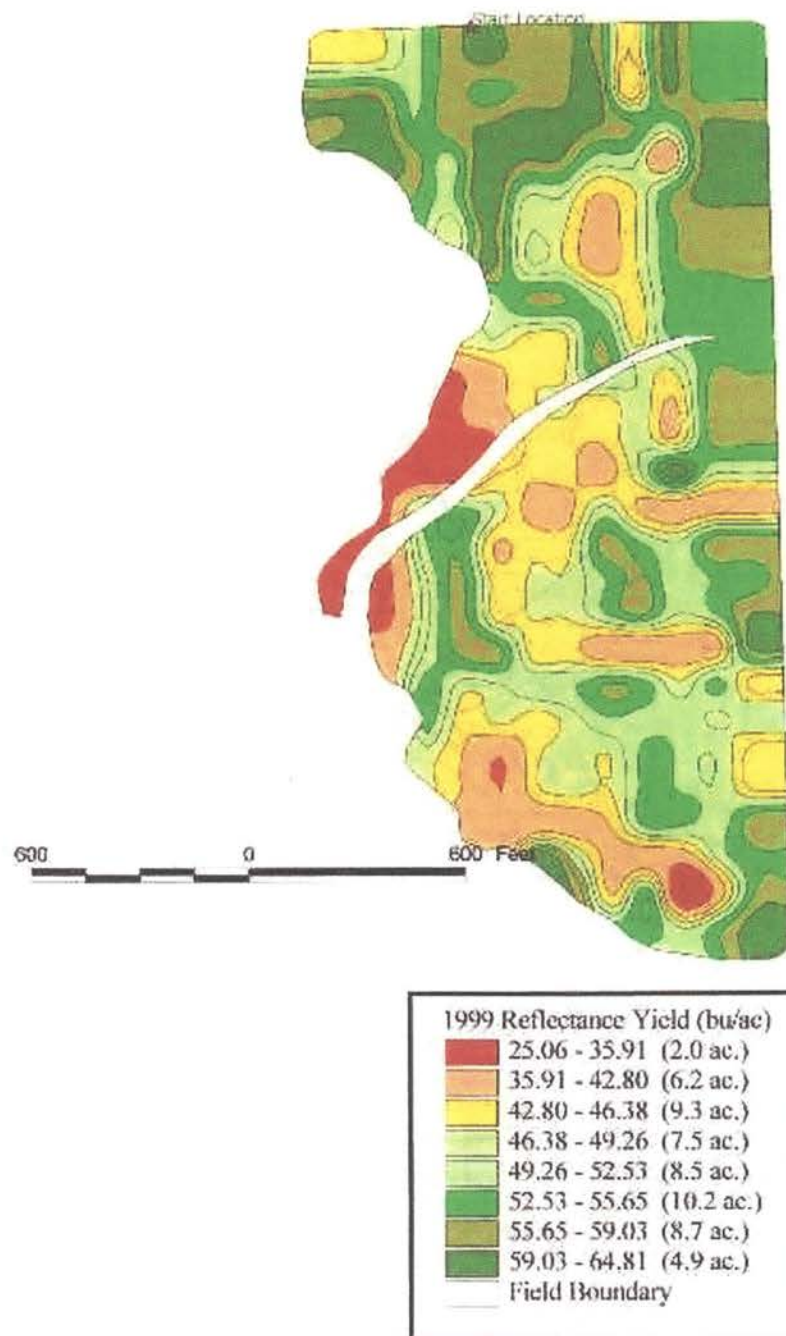 Start Location
600 0 600 Feet
1999 Reflectance Yield (bu/ac)
25.06 - 35.91 (2.0 ac.)
35.91 - 42.80 (6.2 ac.)
42.80 - 46.38 (9.3 ac.)
46.38 - 49.26 (7.5 ac.)
49.26 - 52.53 (8.5 ac.)
52.53 - 55.65 (10.2 ac.)
55.65 - 59.03 (8.7 ac.)
59.03 - 64.81 (4.9 ac.)
Field Boundary